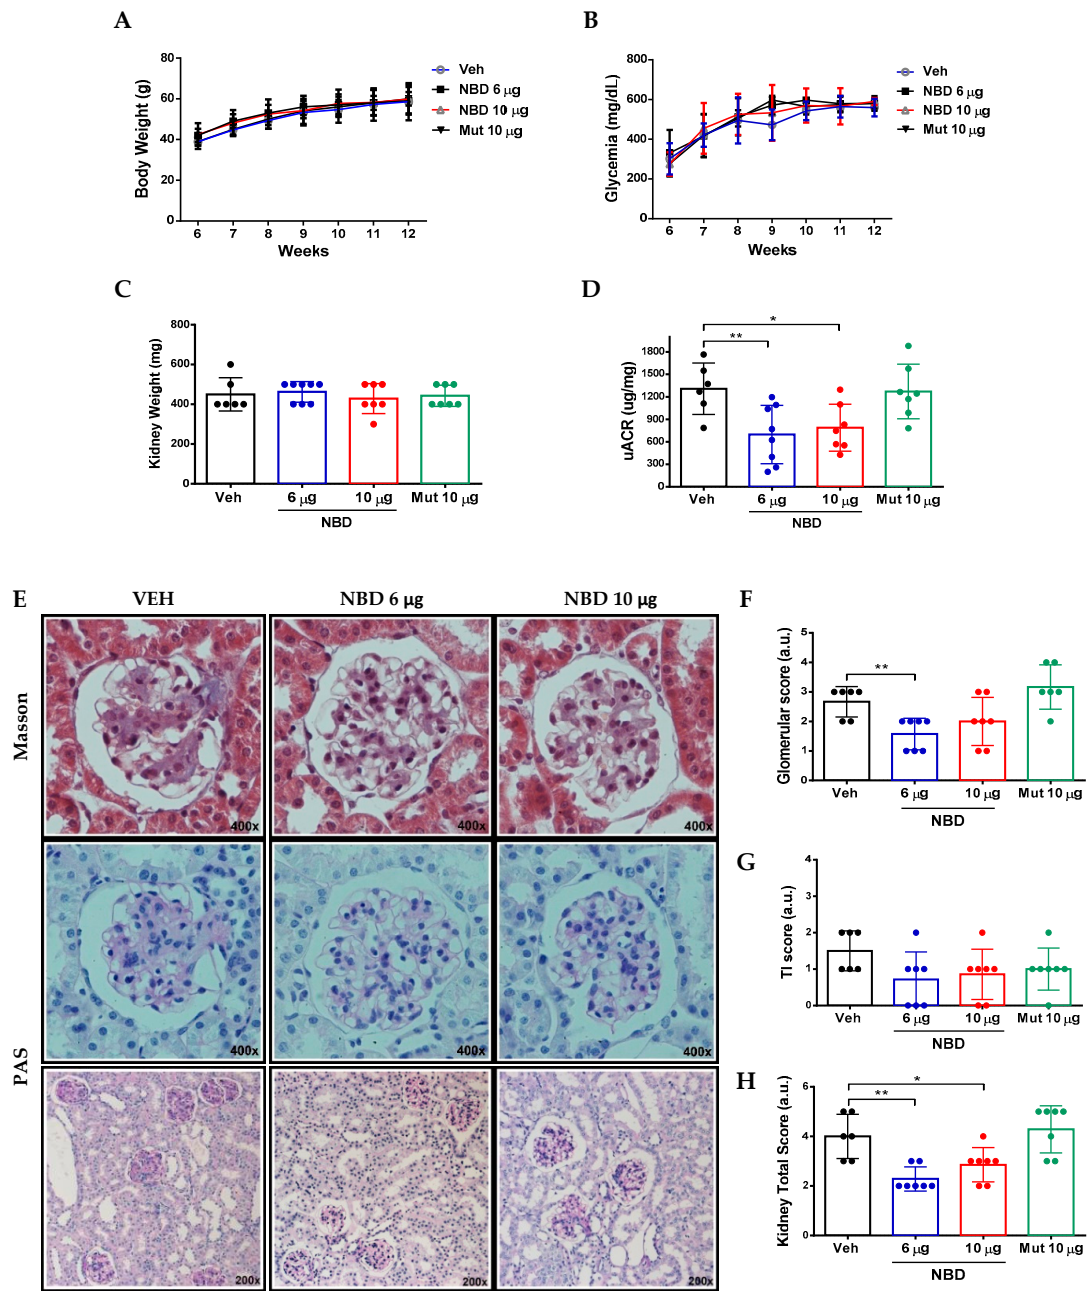 A
B
80
60
40
20
0
Body Weight (g)
6 7 8 9 10 11 12
Weeks
Veh
NBD 6 µg
NBD 10 µg
Mut 10 µg
800
600
400
200
0
Glycemia (mg/dL)
6 7 8 9 10 11 12
Weeks
Veh
NBD 6 µg
NBD 10 µg
Mut 10 µg
C
D
800
600
400
200
0
Kidney Weight (mg)
Veh 6 µg 10 µg Mut 10 µg
NBD
*
**
1800
1500
1200
900
600
300
0
uACR (ug/mg)
Veh 6 µg 10 µg Mut 10 µg
NBD
E
VEH NBD 6 µg NBD 10 µg
Masson
400x 400x 400x
PAS
400x 400x 400x
200x 200x 200x
F
5
4
3
2
1
0
Glomerular score (a.u.)
**
Veh 6 µg 10 µg Mut 10 µg
NBD
G
4
3
2
1
0
TI score (a.u.)
Veh 6 µg 10 µg Mut 10 µg
NBD
H
6
4
2
0
Kidney Total Score (a.u.)
*
**
Veh 6 µg 10 µg Mut 10 µg
NBD